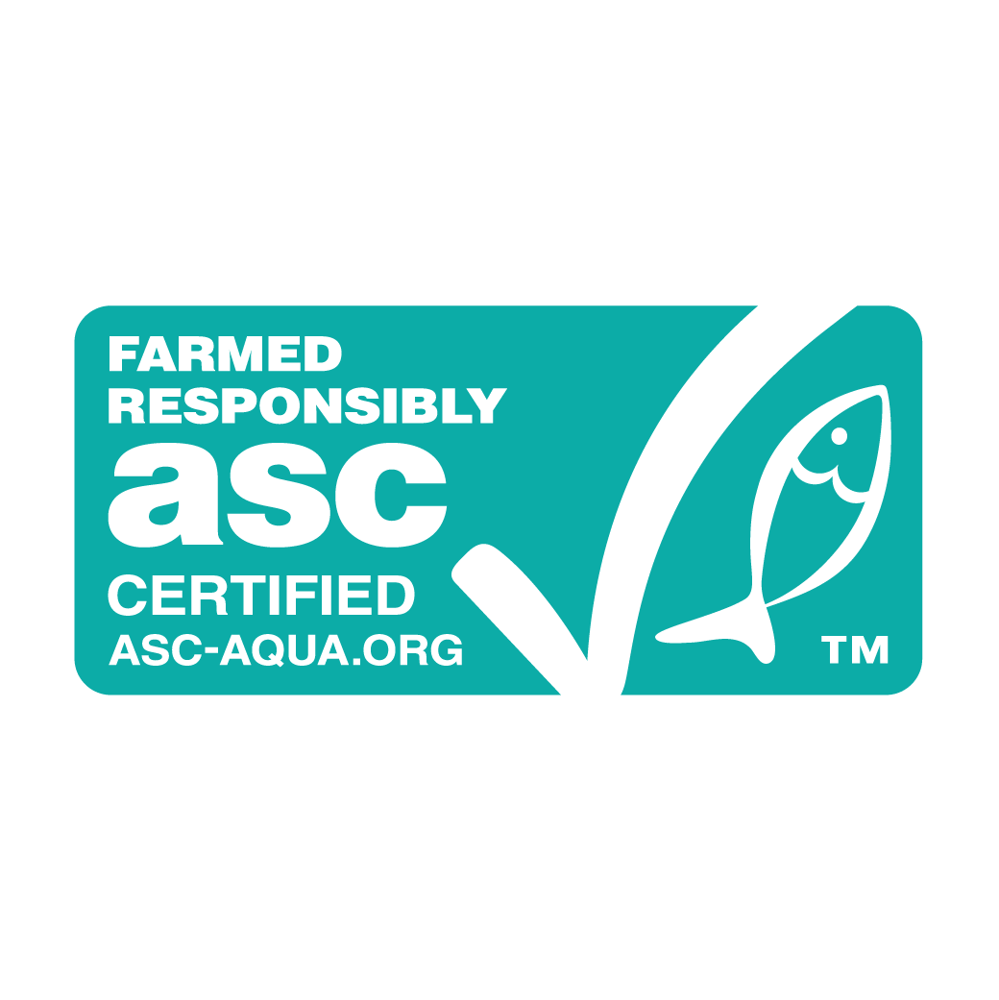 FARMED
RESPONSIBLY
asc
CERTIFIED
ASC-AQUA.ORG
TM